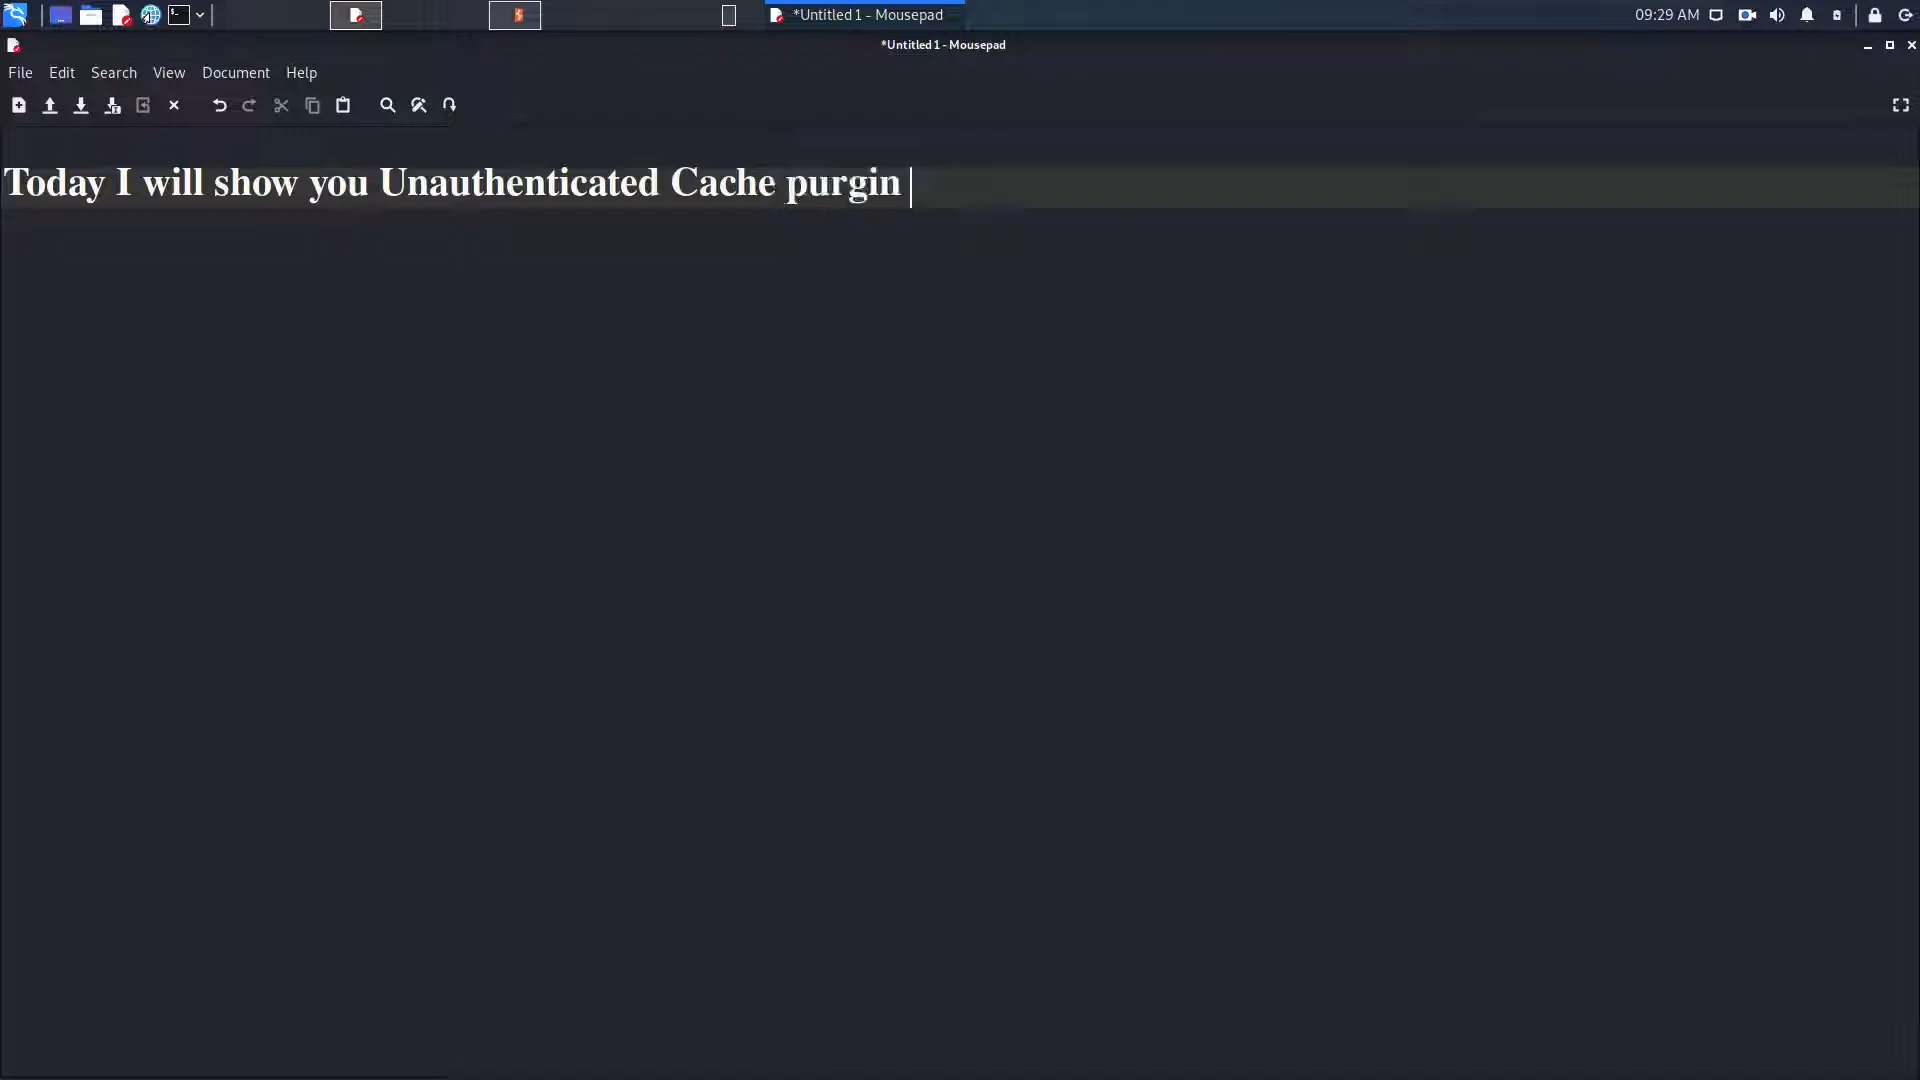 *Untitled 1 - Mousepad
09:29 AM
*Untitled 1 - Mousepad
File Edit Search View Document Help
Today I will show you Unauthenticated Cache purgin